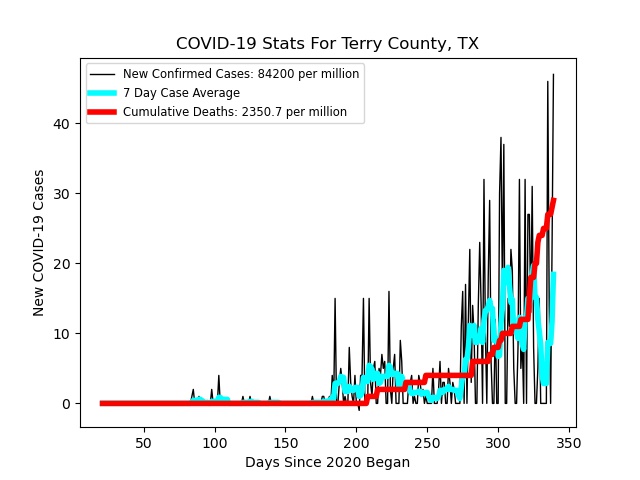 COVID-19 Stats For Terry County, TX
New Confirmed Cases: 84200 per million
7 Day Case Average
Cumulative Deaths: 2350.7 per million
New COVID-19 Cases
40
30
20
10
0
50
100
150
200
250
300
350
Days Since 2020 Began